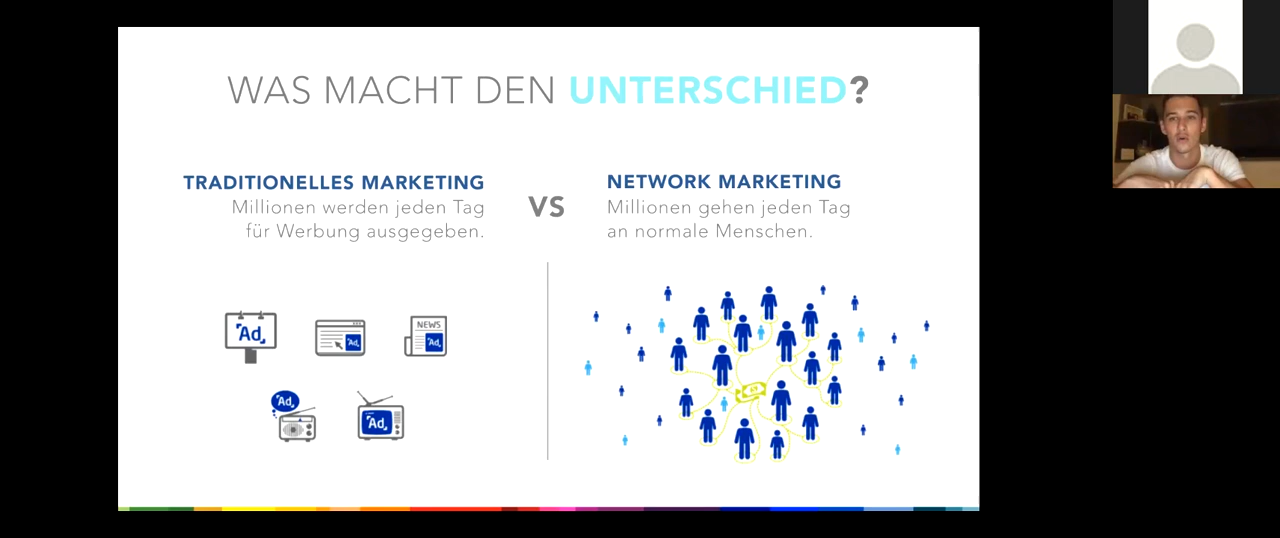 WAS MACHT DEN UNTERSCHIED?
TRADITIONELLES MARKETING
Millionen werden jeden Tag
für Werbung ausgegeben.
VS
NETWORK MARKETING
Millionen gehen jeden Tag
an normale Menschen.
Ad
Ad
NEWS
Ad
Ad
Ad